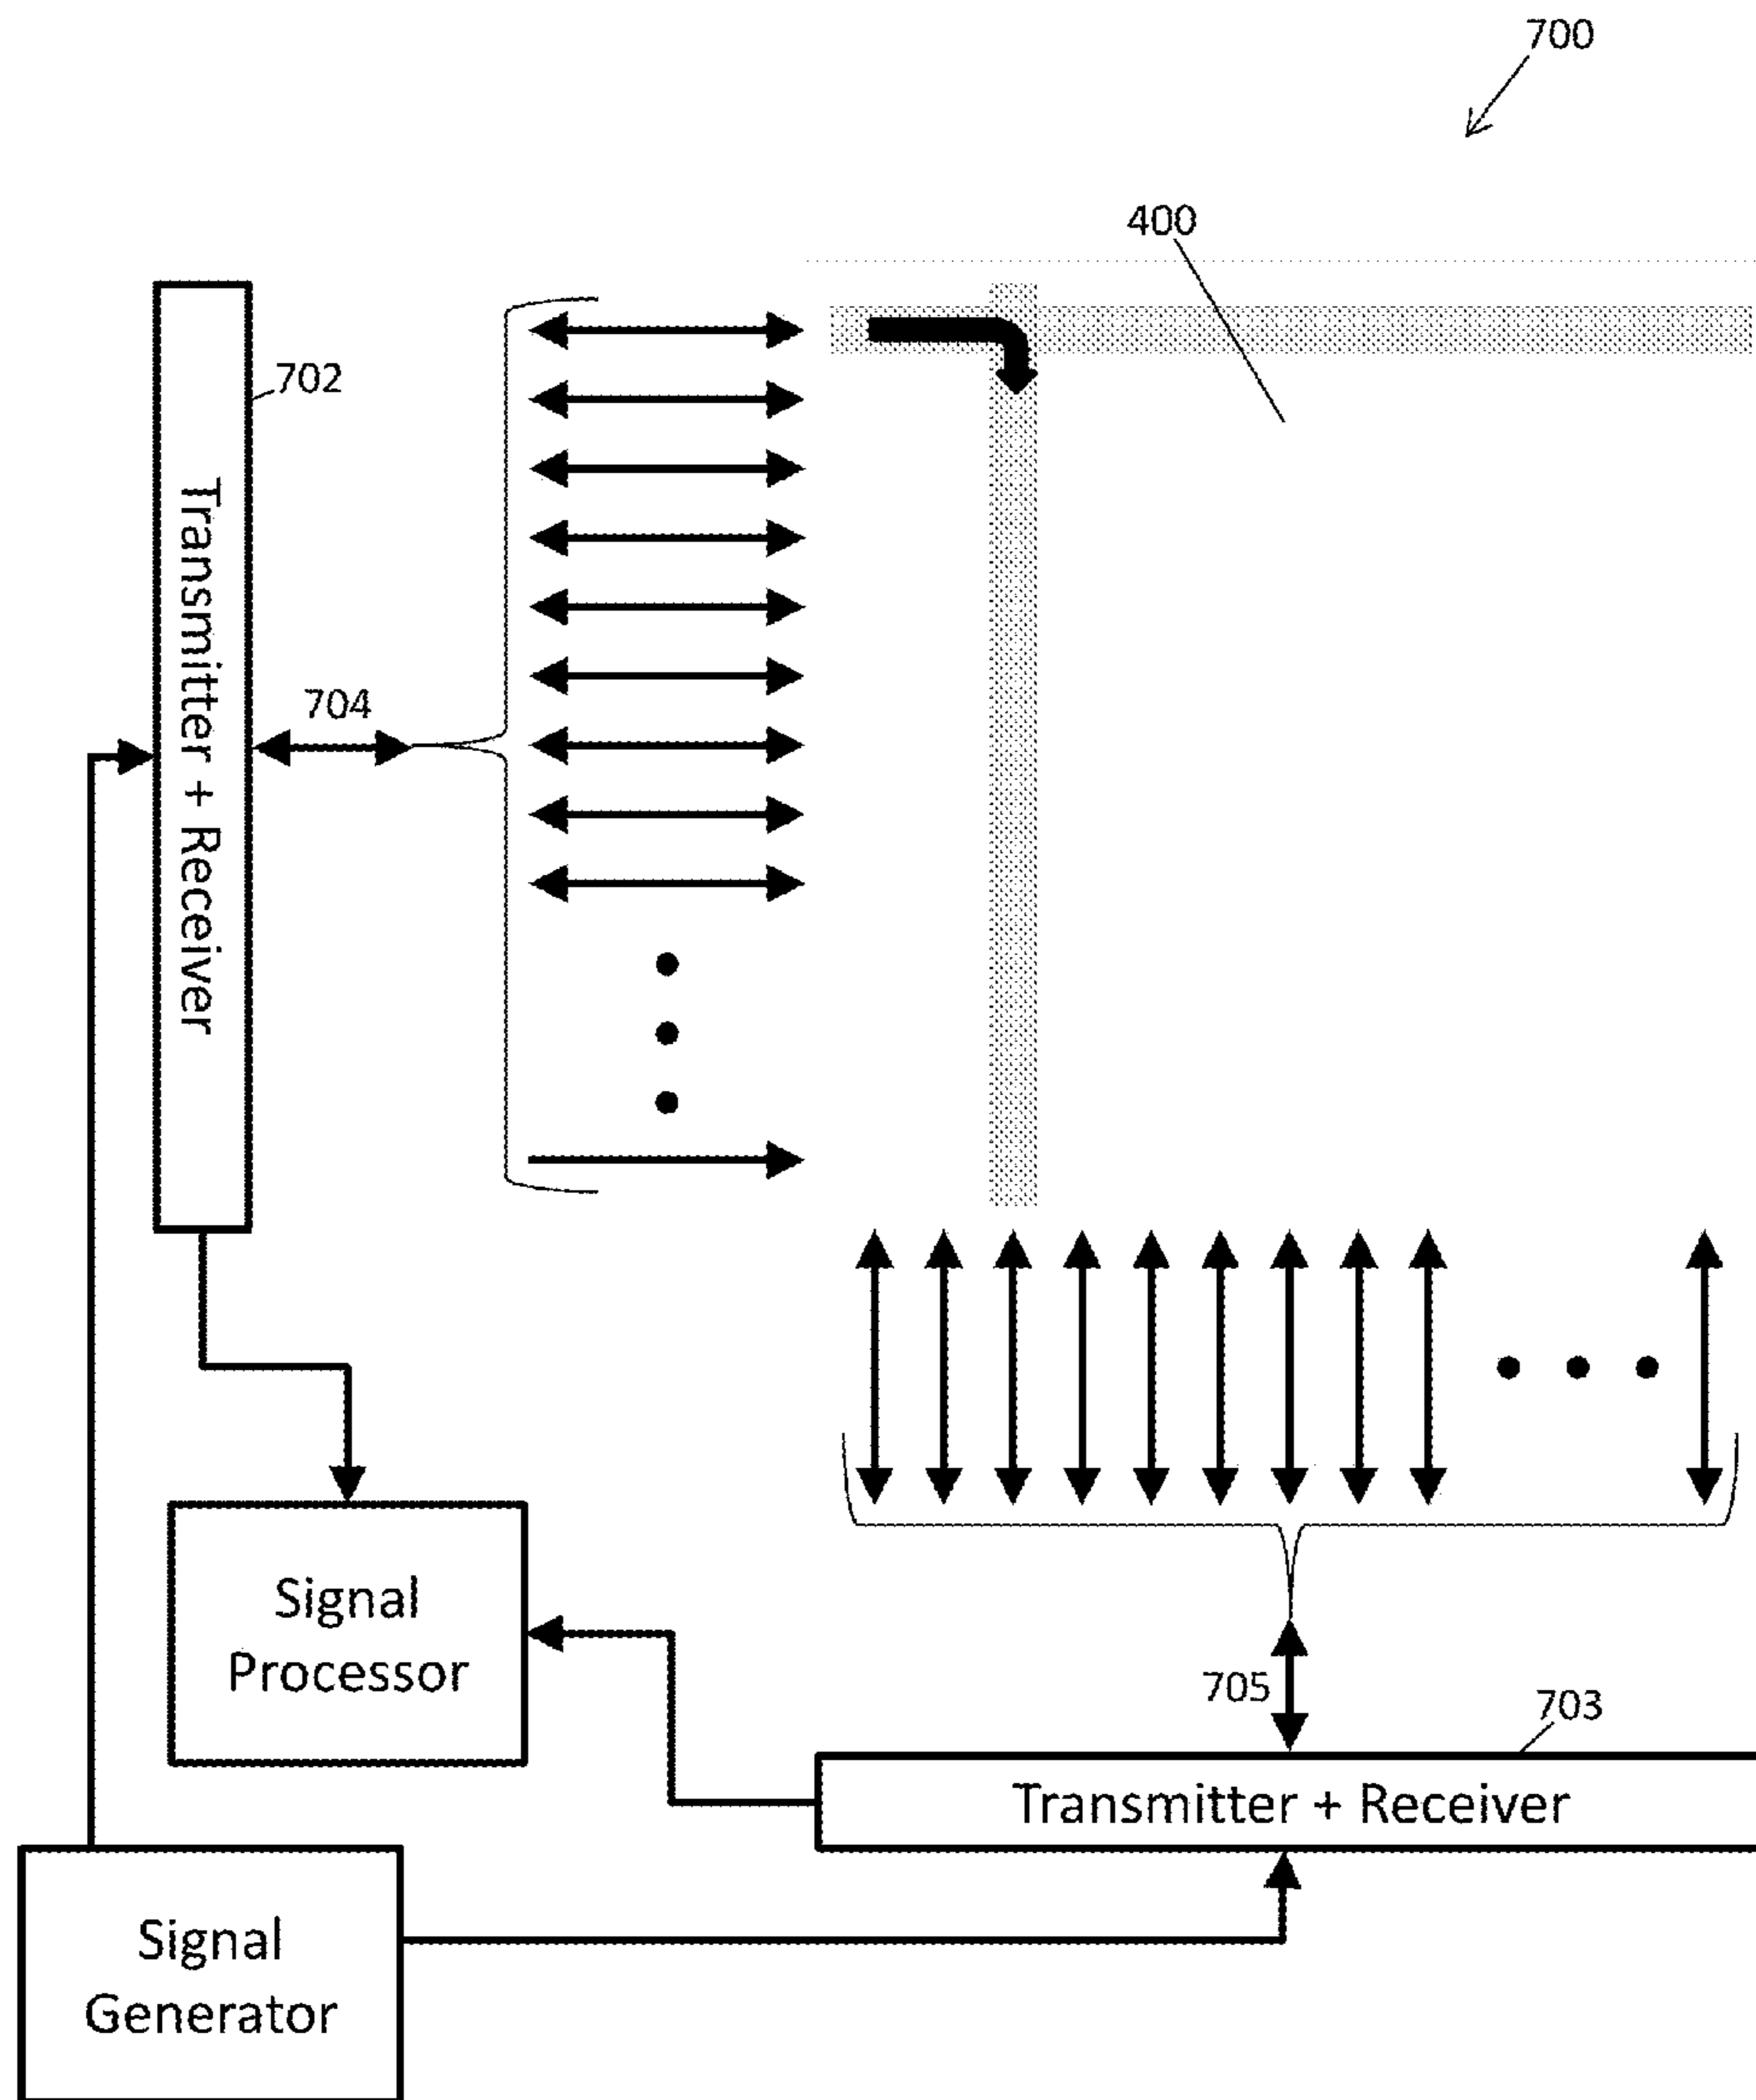 700
400
702
Transmitter + Receiver
704
Signal
Processor
705
703
Transmitter + Receiver
Signal
Generator